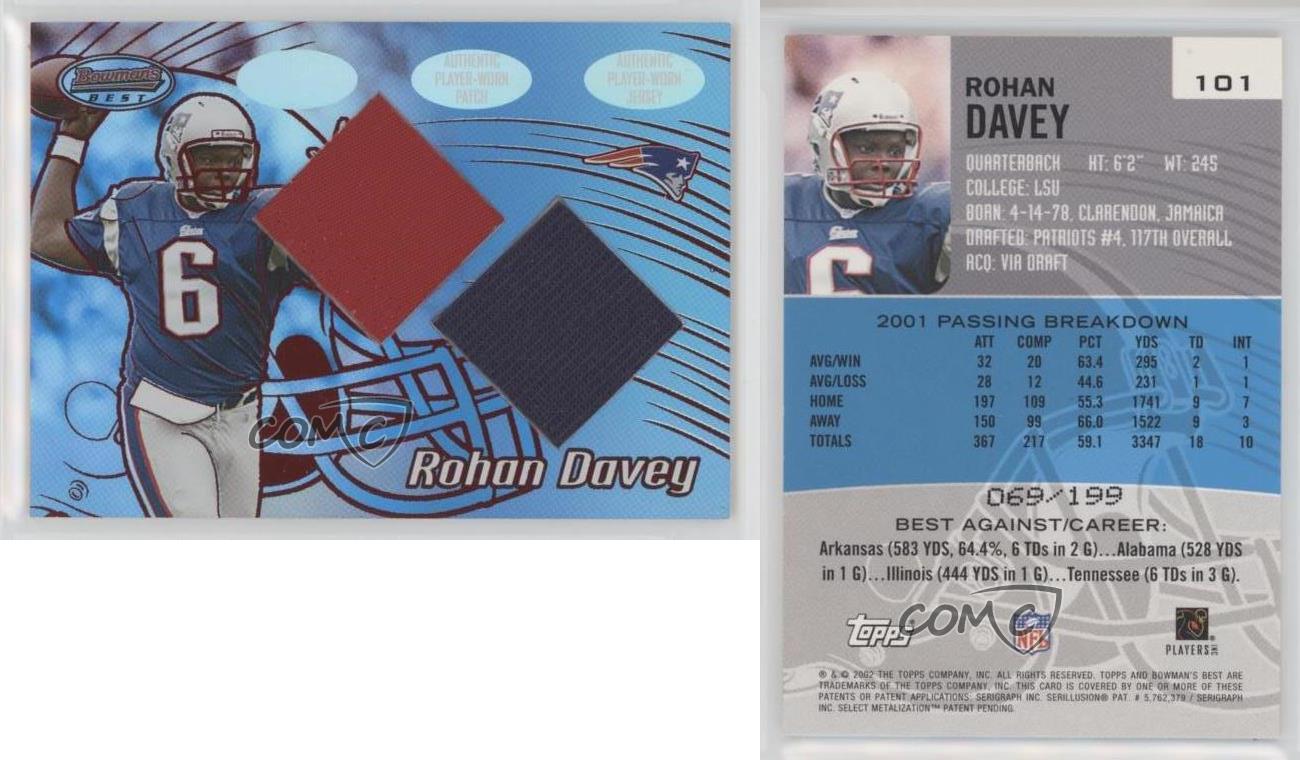 Bowman's
BEST
AUTHENTIC
PLAYER-WORN
PATCH
AUTHENTIC
PLAYER-WORN
JERSEY
6
Rohan Davey
COMC
101
ROHAN
DAVEY
QUARTERBACK HT: 6'2" WT: 245
COLLEGE: LSU
BORN: 4-14-78, CLARENDON, JAMAICA
DRAFTED: PATRIOTS #4, 117TH OVERALL
ACQ: VIA DRAFT
6
2001 PASSING BREAKDOWN
ATT COMP PCT YDS TD INT
AVG/WIN 32 20 63.4 295 2 1
AVG/LOSS 28 12 44.6 231 1 1
HOME 197 109 55.3 1741 9 7
AWAY 150 99 66.0 1522 9 3
TOTALS 367 217 59.1 3347 18 10
069/199
BEST AGAINST/CAREER:
Arkansas (583 YDS, 64.4%, 6 TDs in 2 G)...Alabama (528 YDS
in 1 G)...Illinois (444 YDS in 1 G)...Tennessee (6 TDs in 3 G).
Topps® COMC NFL PLAYERS INC
® & © 2002 THE TOPPS COMPANY, INC. ALL RIGHTS RESERVED. TOPPS AND BOWMAN'S BEST ARE
TRADEMARKS OF THE TOPPS COMPANY, INC. THIS CARD IS COVERED BY ONE OR MORE OF THESE
PATENTS OR PATENT APPLICATIONS: SERIGRAPH INC. SERILLUSION® PAT. # 5,762,379 / SERIGRAPH
INC. SELECT METALIZATION™ PATENT PENDING.